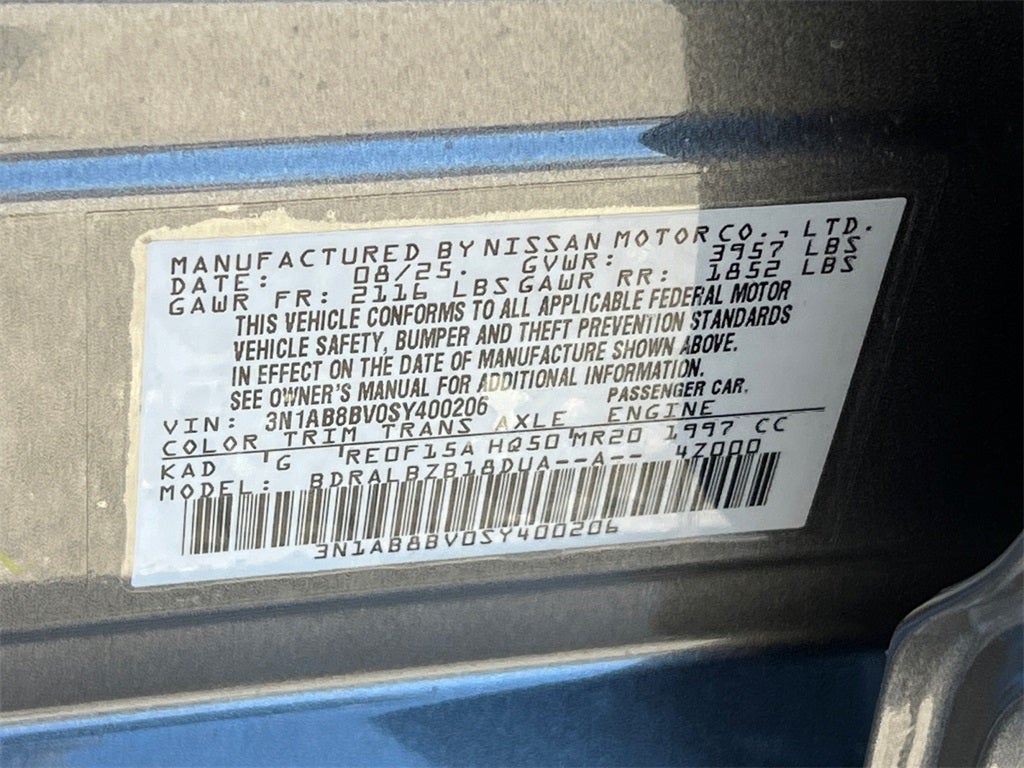 MANUFACTURED BY NISSAN MOTOR CO., LTD.
DATE: 08/25. GVWR: 3957 LBS
GAWR FR: 2116 LBS GAWR RR: 1852 LBS
THIS VEHICLE CONFORMS TO ALL APPLICABLE FEDERAL MOTOR
VEHICLE SAFETY, BUMPER AND THEFT PREVENTION STANDARDS
IN EFFECT ON THE DATE OF MANUFACTURE SHOWN ABOVE.
SEE OWNER'S MANUAL FOR ADDITIONAL INFORMATION.
VIN: 3N1AB8BV0SY400206 PASSENGER CAR.
COLOR TRIM TRANS AXLE ENGINE
KAD G RE0F15A HQ50 MR20 1997 CC
MODEL: BDRALBZB18DUA--A-- 4Z000
3N1AB8BV0SY400206